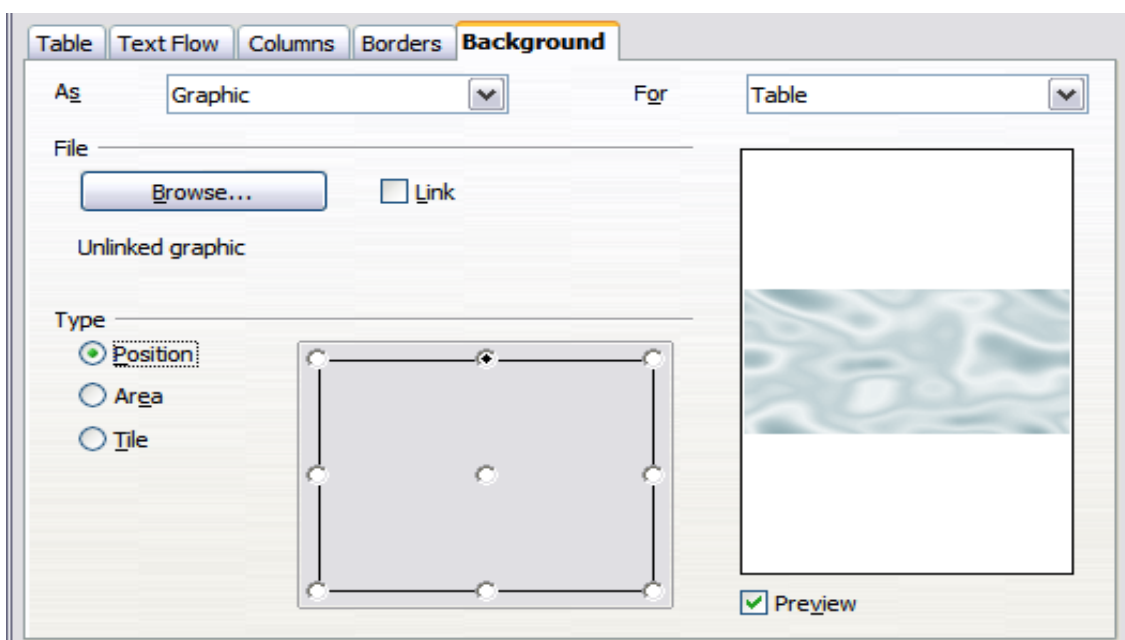 Table Text Flow Columns Borders Background
As Graphic For Table
File
Browse... Link
Unlinked graphic
Type
Position
Area
Tile
Preview